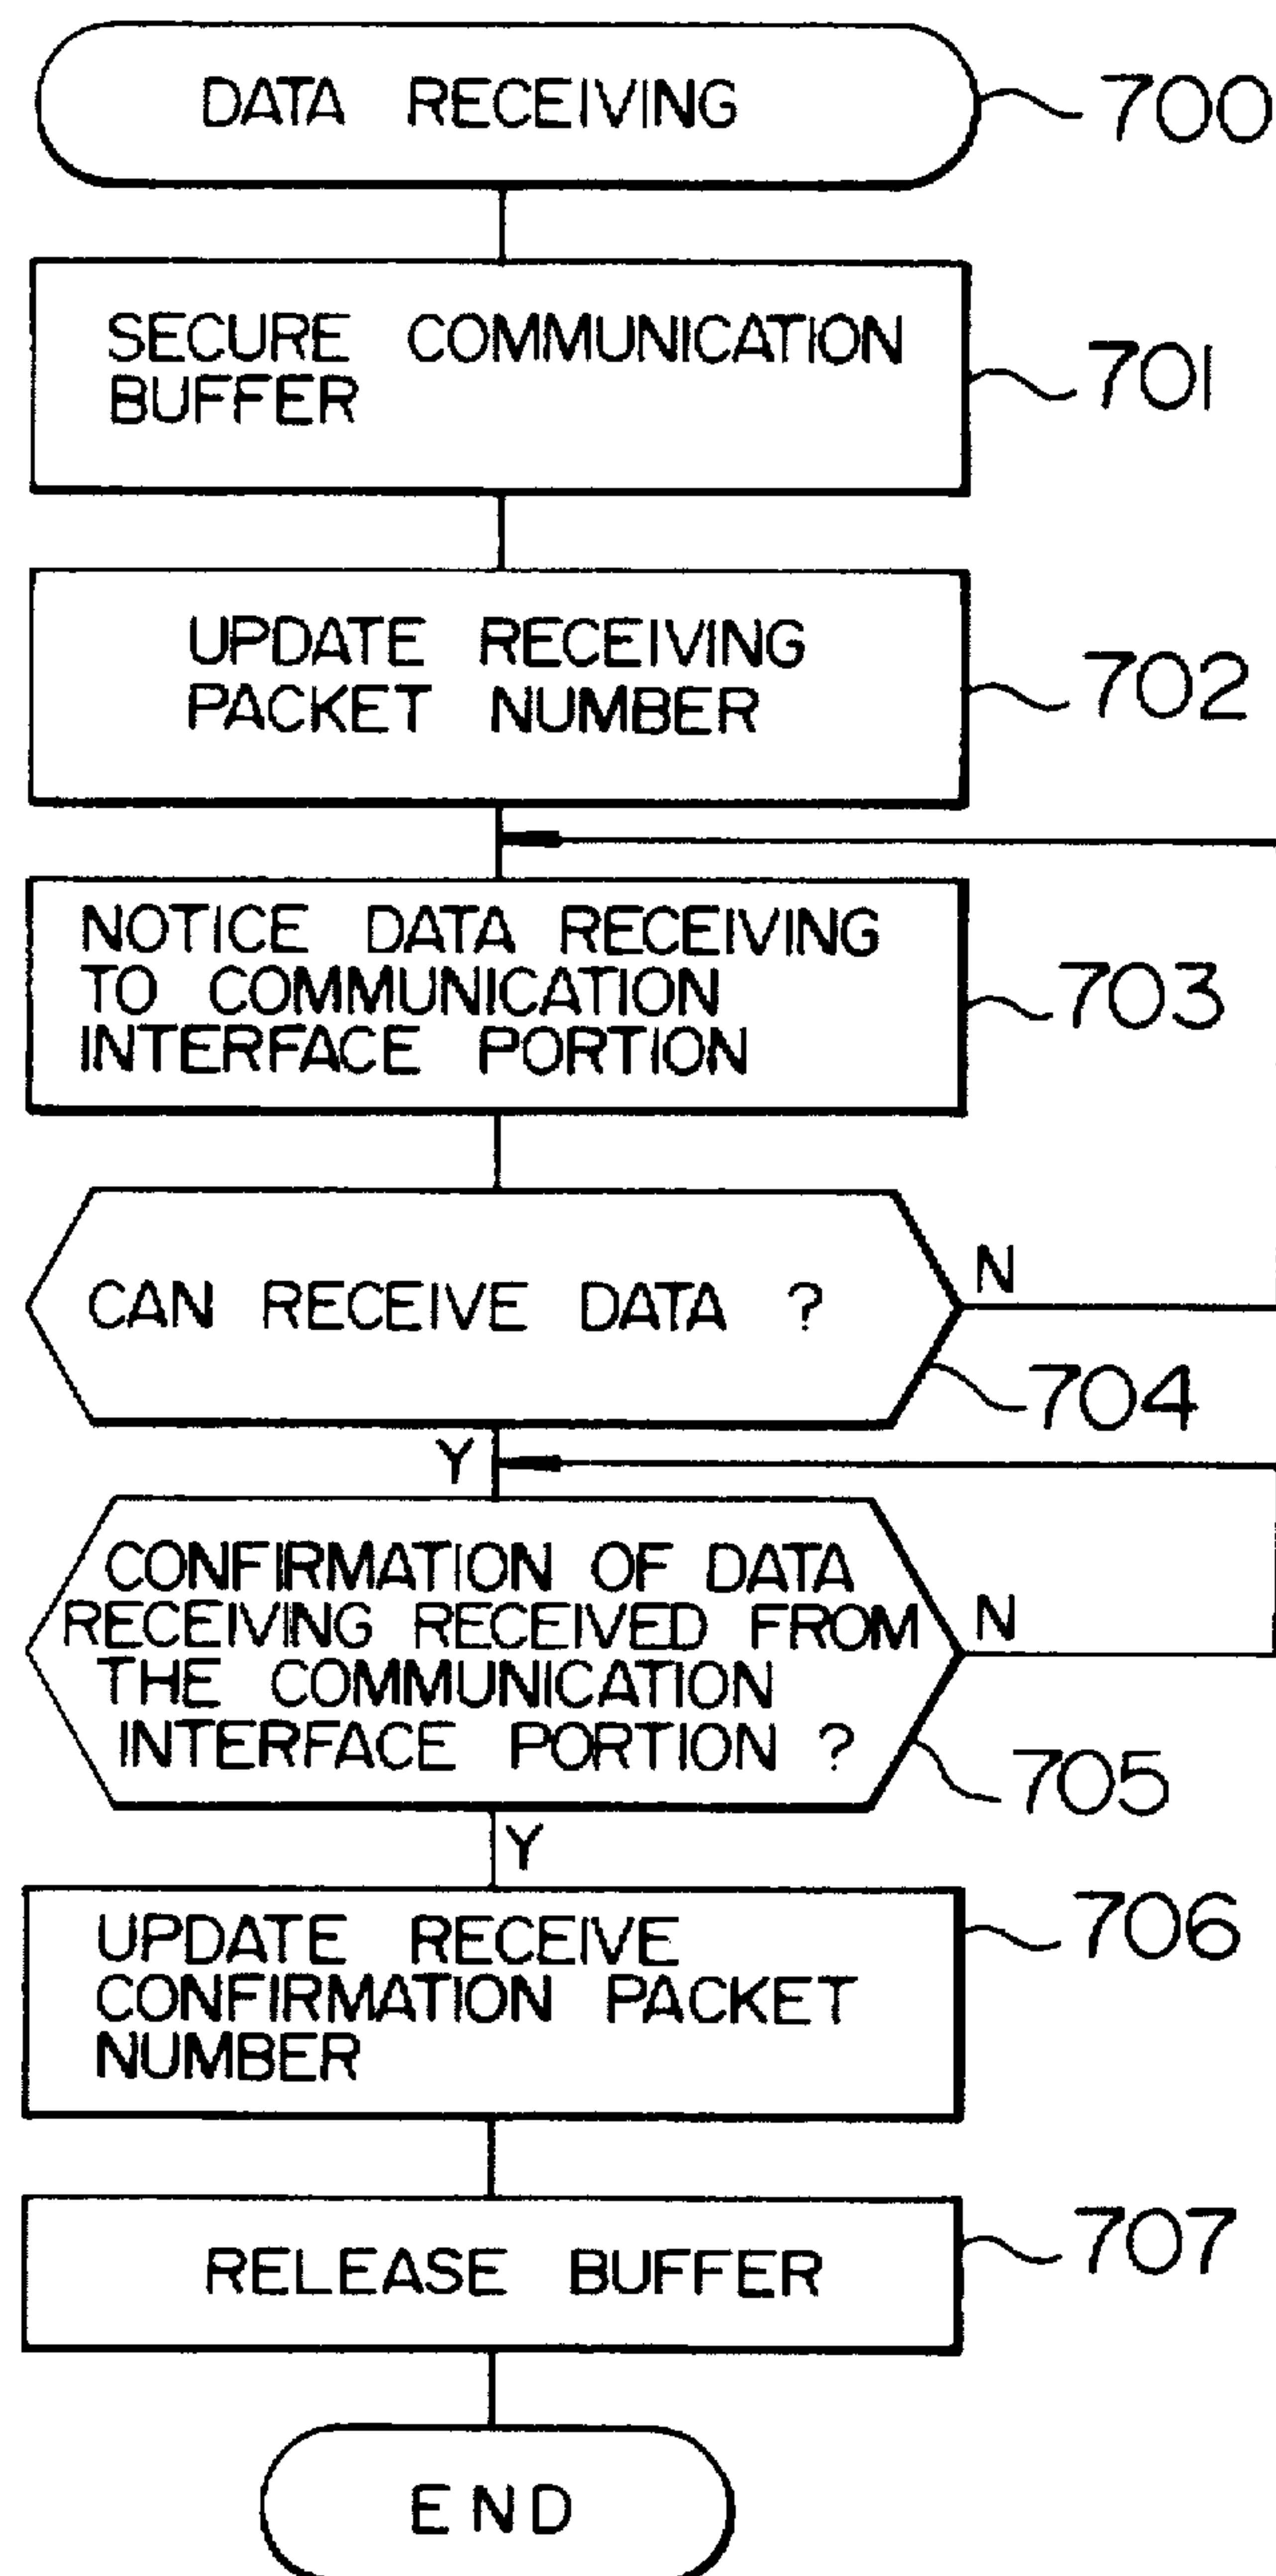 DATA RECEIVING
700
SECURE COMMUNICATION
BUFFER
701
UPDATE RECEIVING
PACKET NUMBER
702
NOTICE DATA RECEIVING
TO COMMUNICATION
INTERFACE PORTION
703
CAN RECEIVE DATA ?
N
704
Y
CONFIRMATION OF DATA
RECEIVING RECEIVED FROM
THE COMMUNICATION
INTERFACE PORTION ?
N
705
Y
UPDATE RECEIVE
CONFIRMATION PACKET
NUMBER
706
RELEASE BUFFER
707
END